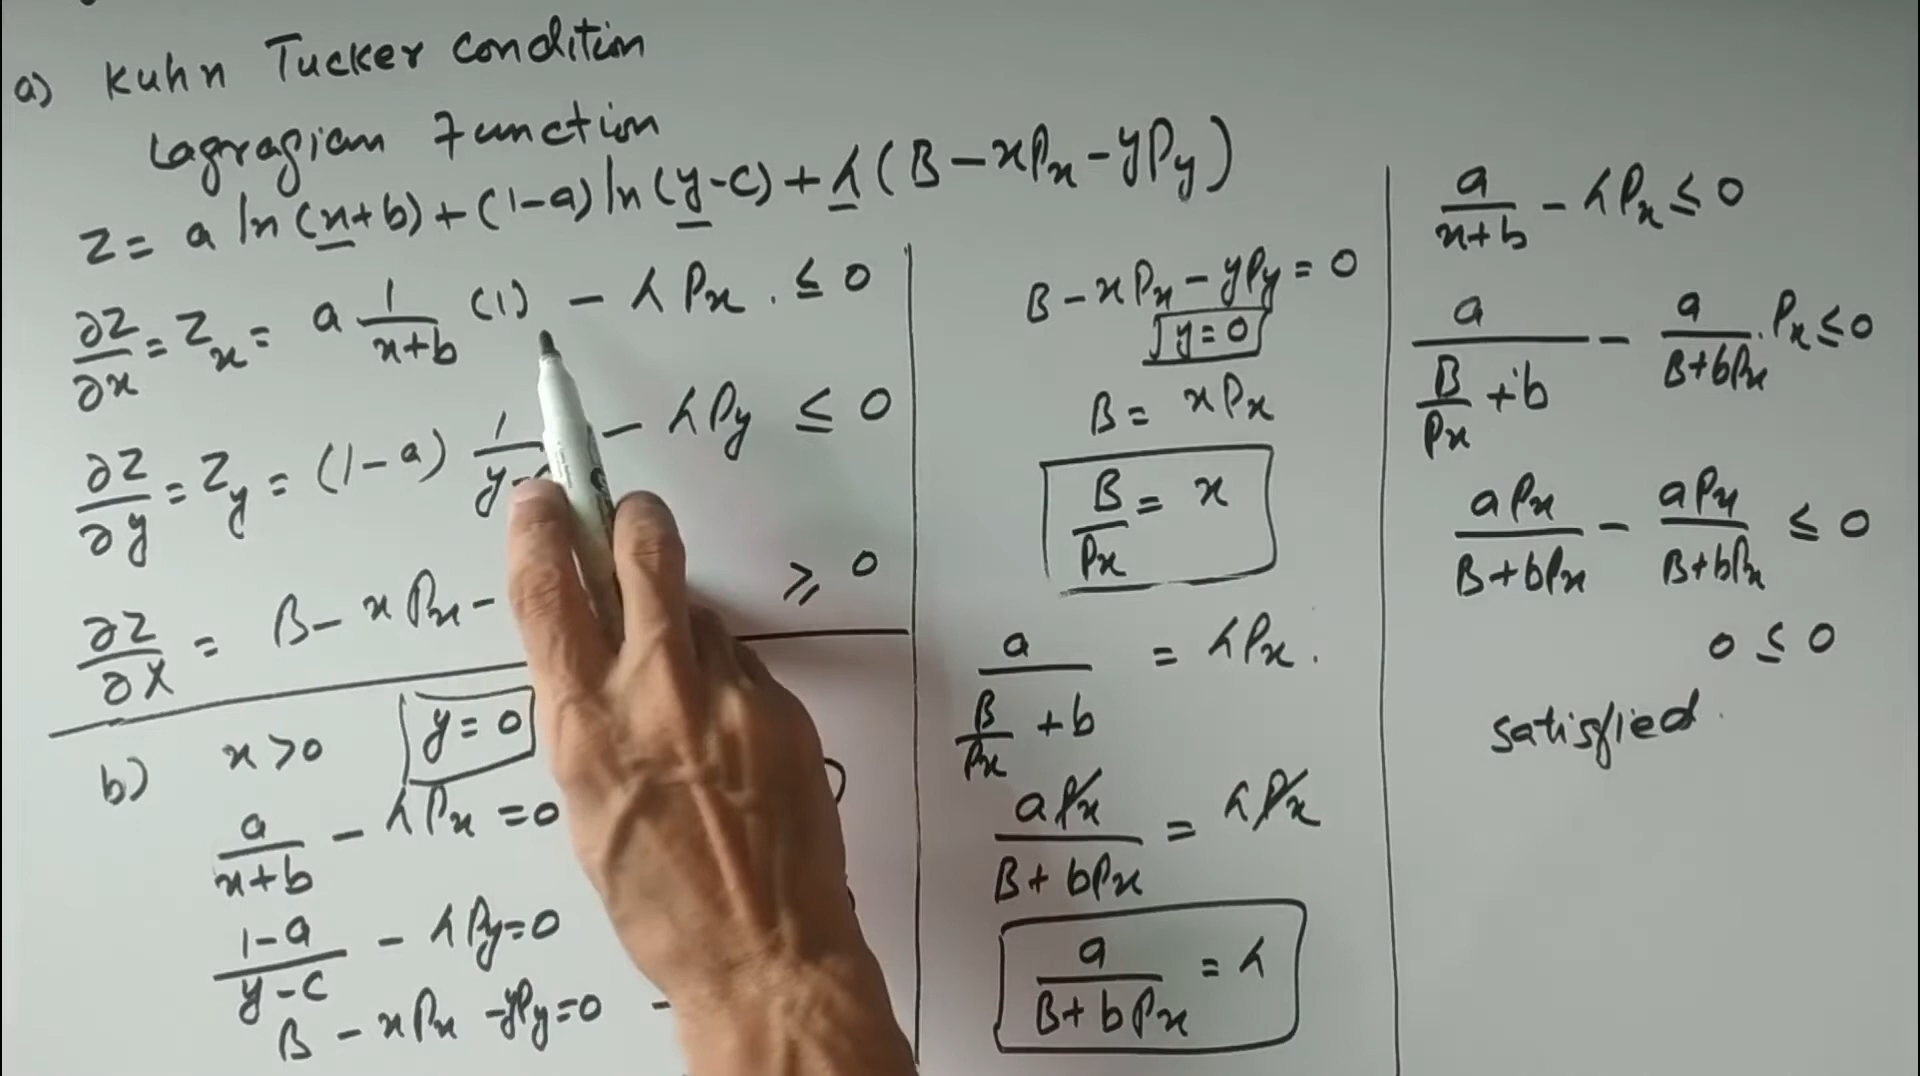 a) Kuhn Tucker condition
Lagragian Function
Z = a ln (x+b) + (1-a) ln (y-c) + λ (B - xPx - yPy)
∂Z/∂x = Zx = a 1/(x+b) (1) - λPx . ≤ 0
∂Z/∂y = Zy = (1-a) 1/(y- - λPy ≤ 0
∂Z/∂λ = B - xPx - ≥ 0
b) x > 0 y = 0
a/(x+b) - λPx = 0
(1-a)/(y-c) - λPy = 0
B - xPx - yPy = 0 -
B - xPx - yPy = 0
y = 0
B = xPx
B/Px = x
a/(B/Px + b) = λPx .
aPx/(B + bPx) = λPx
a/(B + bPx) = λ
a/(x+b) - λPx ≤ 0
a/(B/Px + b) - a/(B+bPx) . Px ≤ 0
aPx/(B+bPx) - aPx/(B+bPx) ≤ 0
0 ≤ 0
satisfied.